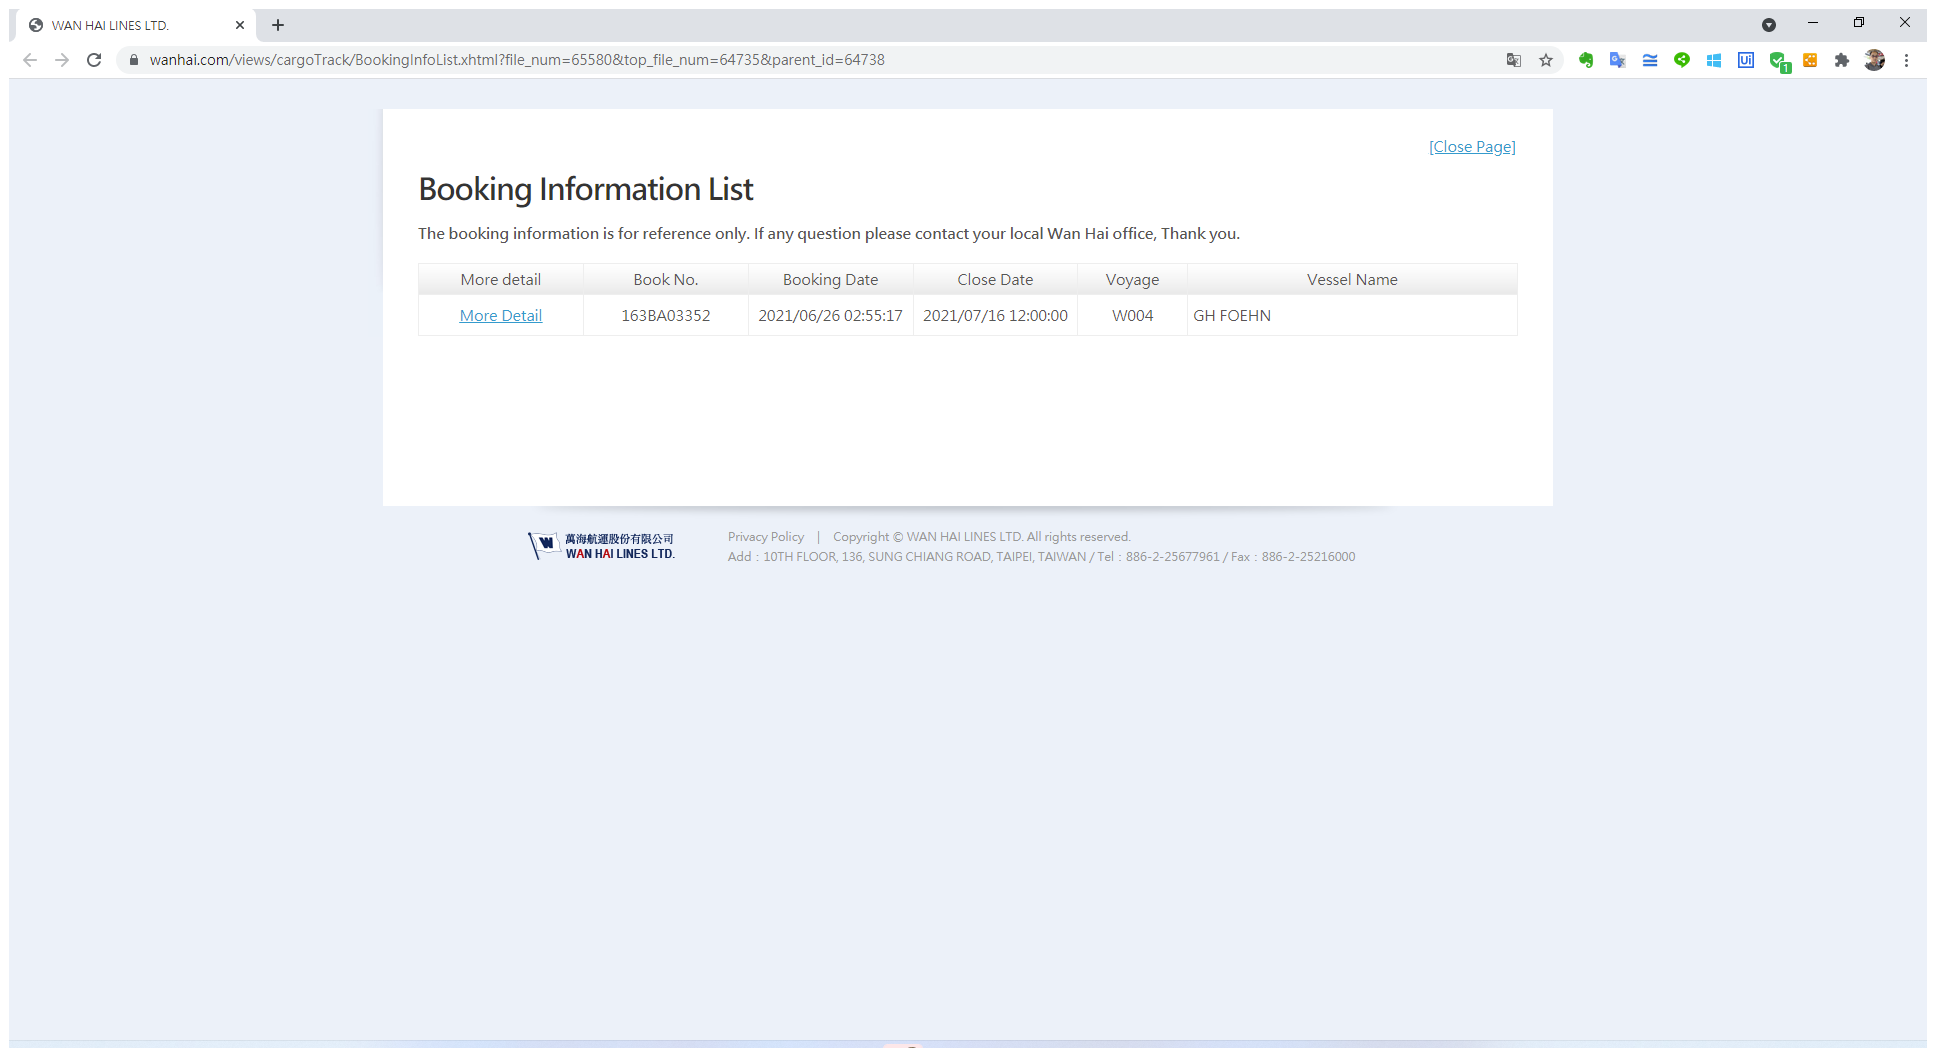 WAN HAI LINES LTD.
wanhai.com/views/cargoTrack/BookingInfoList.xhtml?file_num=65580&top_file_num=64735&parent_id=64738
Ui
1
[Close Page]
Booking Information List
The booking information is for reference only. If any question please contact your local Wan Hai office, Thank you.
More detail Book No. Booking Date Close Date Voyage Vessel Name
More Detail 163BA03352 2021/06/26 02:55:17 2021/07/16 12:00:00 W004 GH FOEHN
W 萬海航運股份有限公司
WAN HAI LINES LTD.
Privacy Policy | Copyright © WAN HAI LINES LTD. All rights reserved.
Add : 10TH FLOOR, 136, SUNG CHIANG ROAD, TAIPEI, TAIWAN / Tel : 886-2-25677961 / Fax : 886-2-25216000